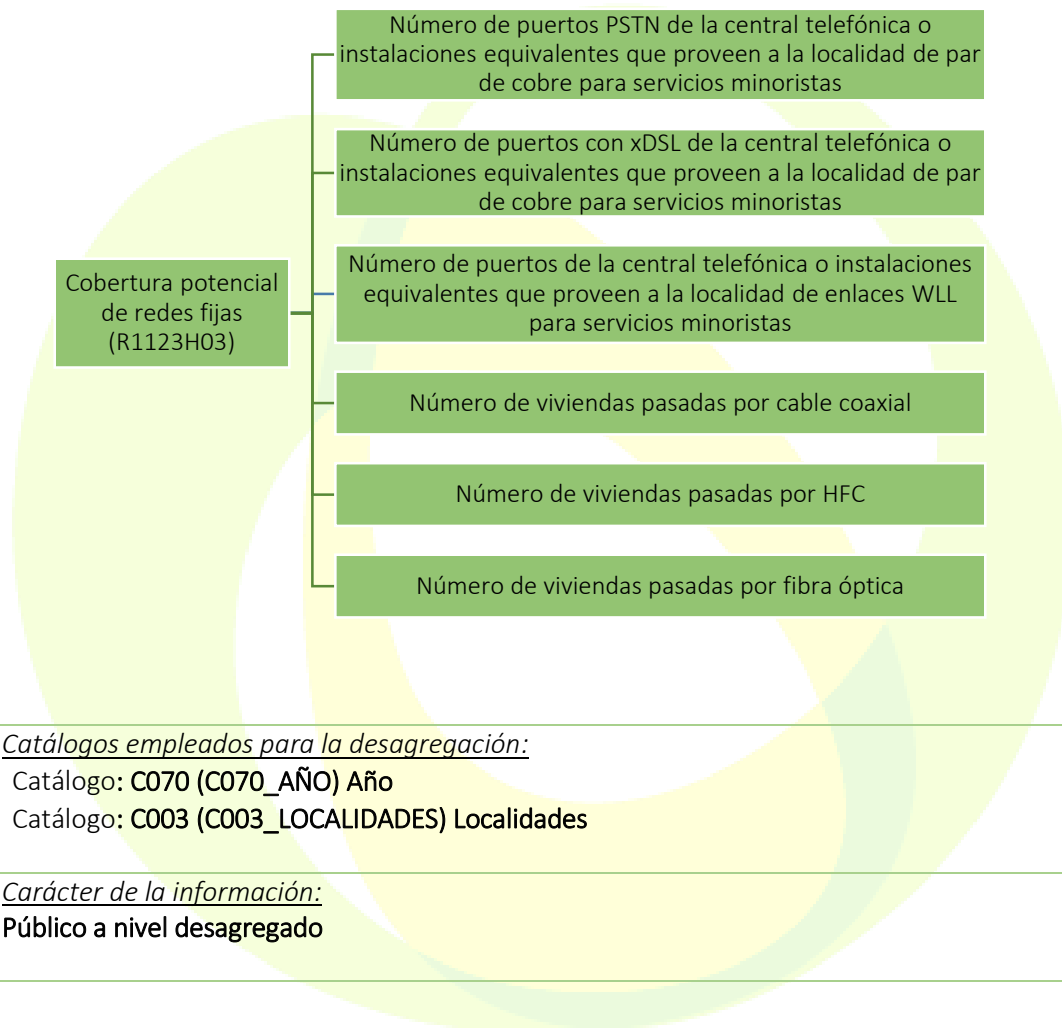 Número de puertos PSTN de la central telefónica o
instalaciones equivalentes que proveen a la localidad de par
de cobre para servicios minoristas
Número de puertos con xDSL de la central telefónica o
instalaciones equivalentes que proveen a la localidad de par
de cobre para servicios minoristas
Cobertura potencial
de redes fijas
(R1123H03)
Número de puertos de la central telefónica o instalaciones
equivalentes que proveen a la localidad de enlaces WLL
para servicios minoristas
Número de viviendas pasadas por cable coaxial
Número de viviendas pasadas por HFC
Número de viviendas pasadas por fibra óptica
Catálogos empleados para la desagregación:
Catálogo: C070 (C070_AÑO) Año
Catálogo: C003 (C003_LOCALIDADES) Localidades
Carácter de la información:
Público a nivel desagregado